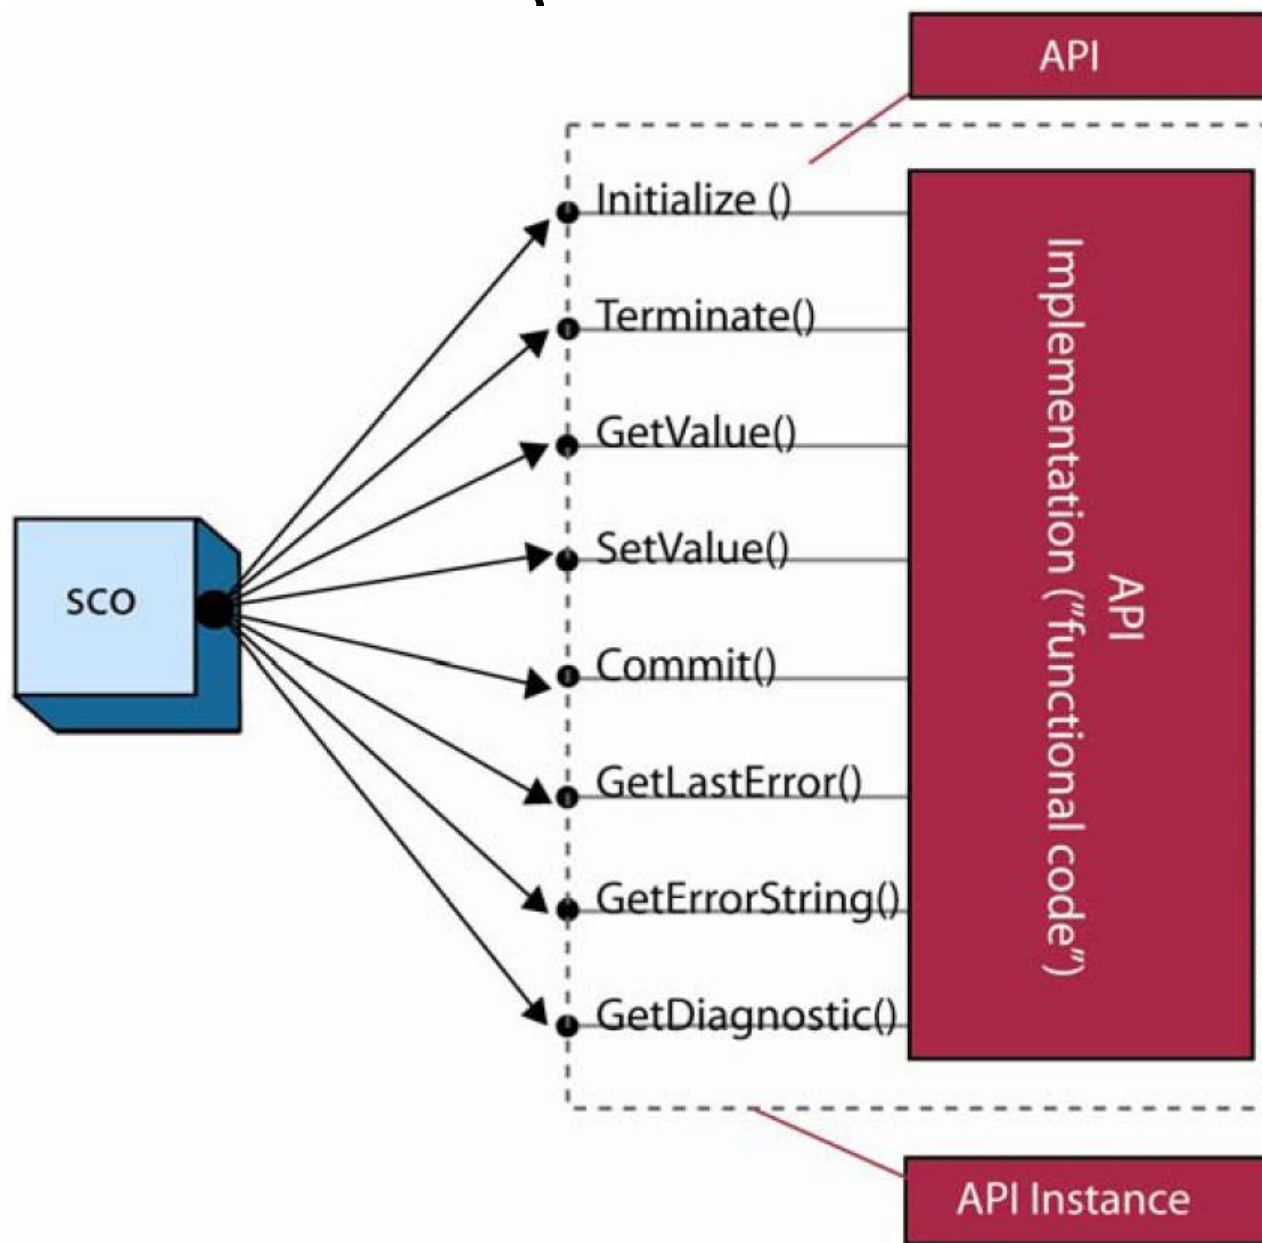 API
Initialize ()
Terminate()
GetValue()
SetValue()
Commit()
GetLastError()
GetErrorString()
GetDiagnostic()
SCO
API
Implementation ("functional code")
API Instance